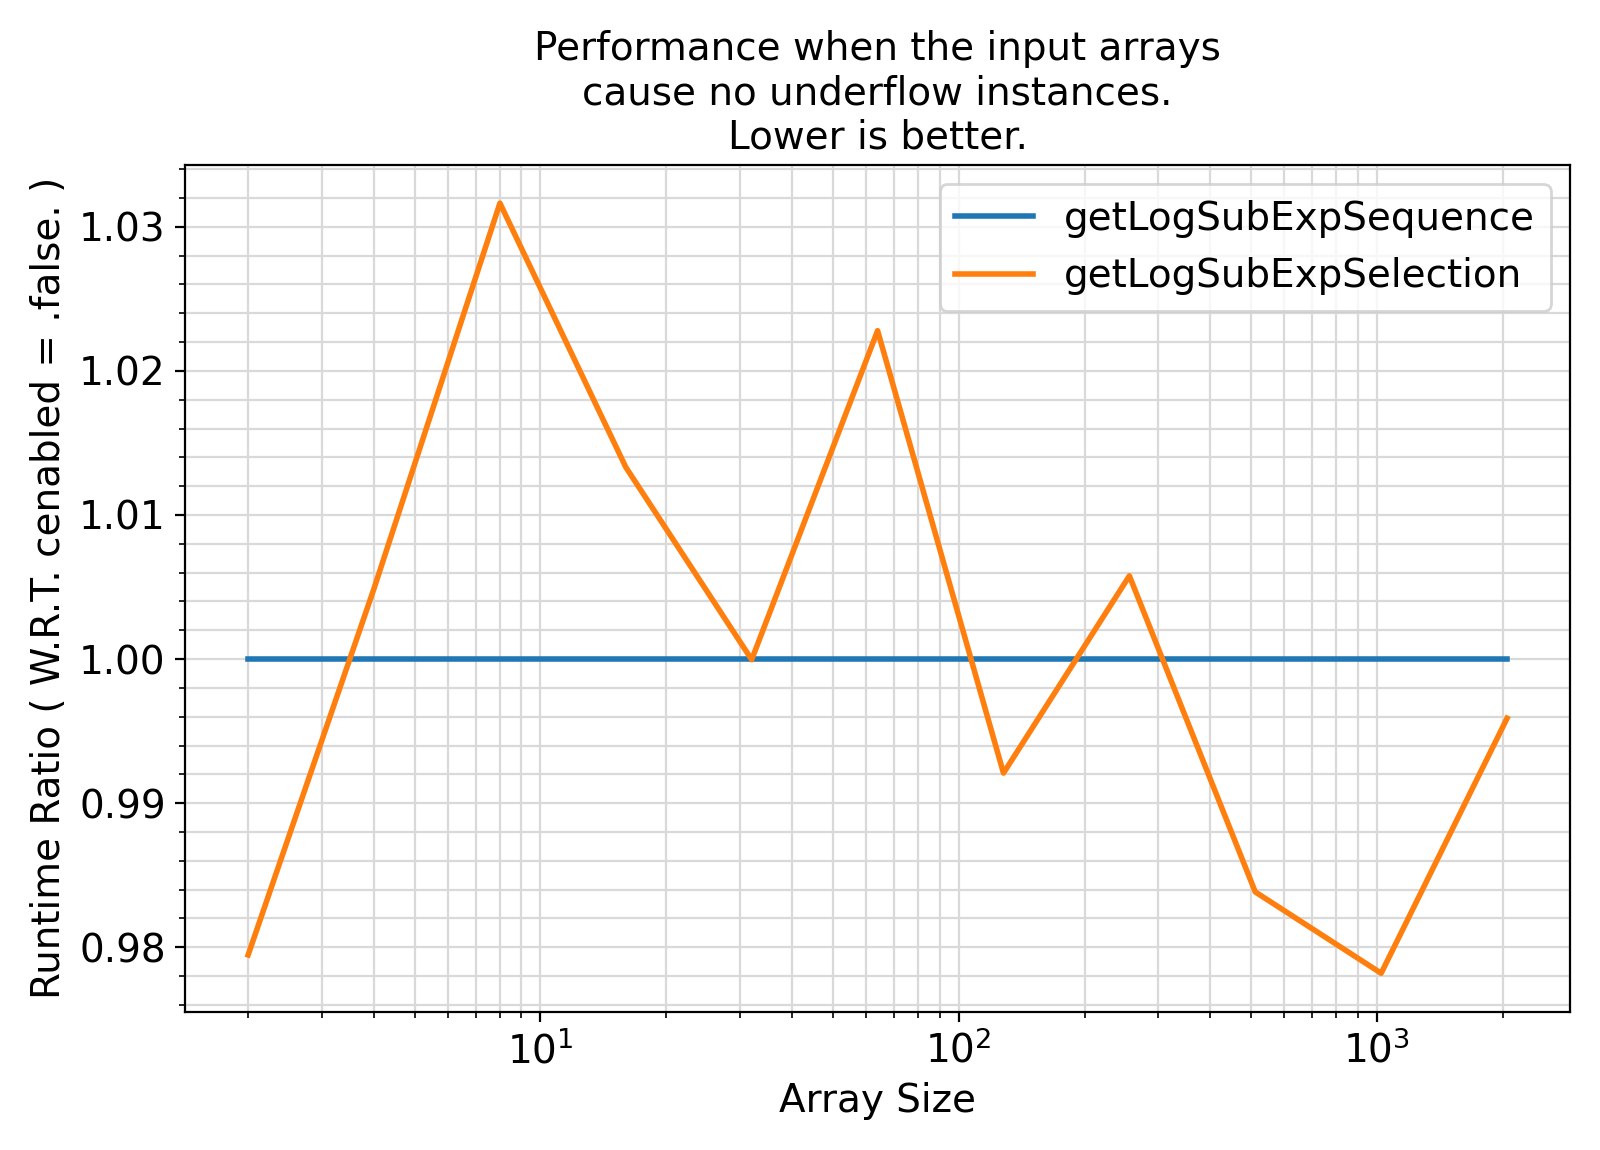 Performance when the input arrays
cause no underflow instances.
Lower is better.
getLogSubExpSequence
getLogSubExpSelection
Runtime Ratio ( W.R.T. cenabled = .false. )
1.03
1.02
1.01
1.00
0.99
0.98
10¹ 10² 10³
Array Size